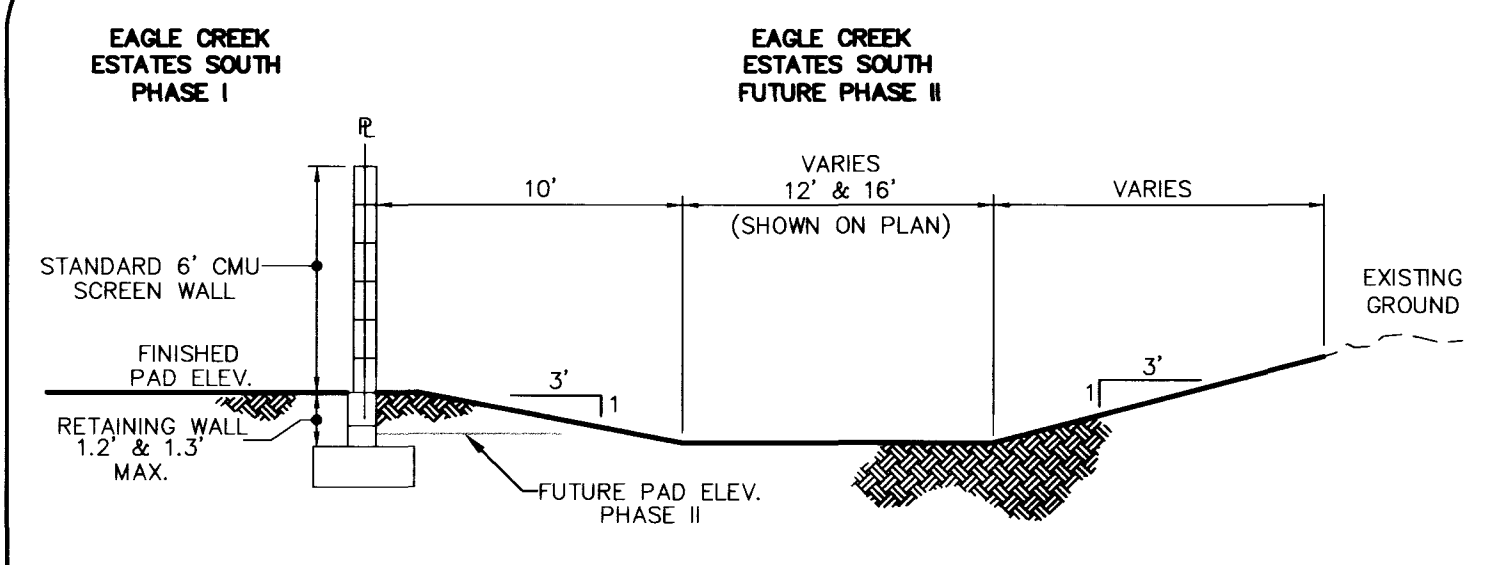 EAGLE CREEK
ESTATES SOUTH
PHASE I
EAGLE CREEK
ESTATES SOUTH
FUTURE PHASE II
PL
10'
VARIES
12' & 16'
(SHOWN ON PLAN)
VARIES
STANDARD 6' CMU
SCREEN WALL
EXISTING
GROUND
FINISHED
PAD ELEV.
3'
1
3'
1
RETAINING WALL
1.2' & 1.3'
MAX.
FUTURE PAD ELEV.
PHASE II